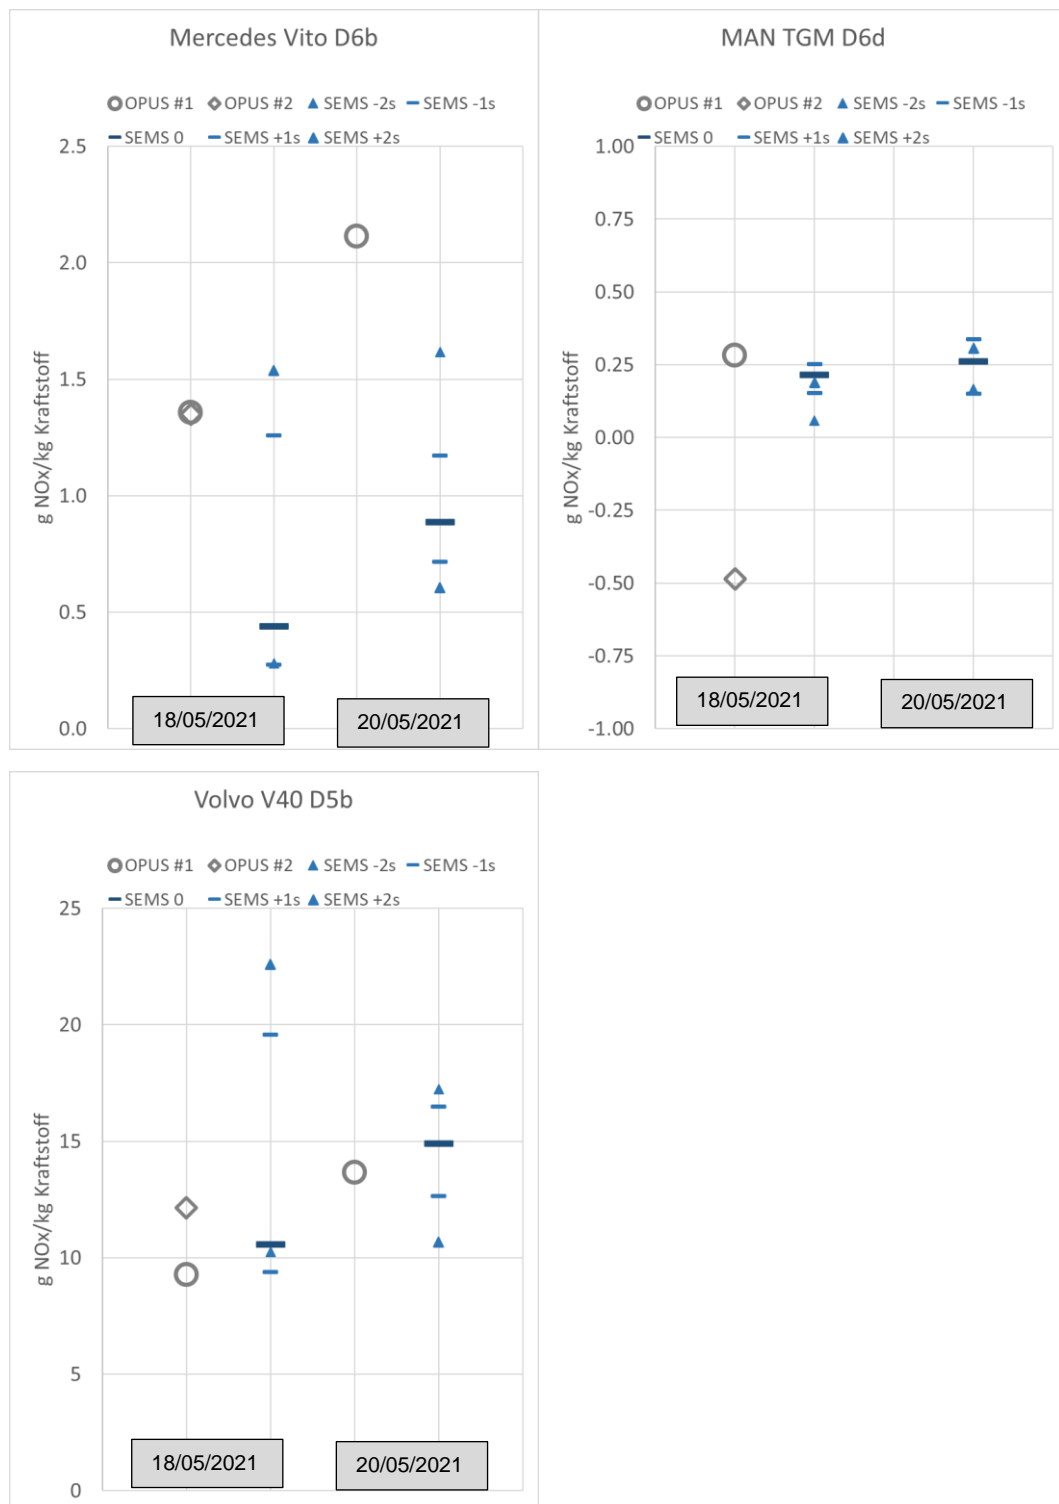 Mercedes Vito D6b
OPUS #1 OPUS #2 SEMS -2s SEMS -1s
SEMS 0 SEMS +1s SEMS +2s
2.5
2.0
1.5
1.0
0.5
0.0
g NOx/kg Kraftstoff
18/05/2021
20/05/2021
MAN TGM D6d
OPUS #1 OPUS #2 SEMS -2s SEMS -1s
SEMS 0 SEMS +1s SEMS +2s
1.00
0.75
0.50
0.25
0.00
-0.25
-0.50
-0.75
-1.00
g NOx/kg Kraftstoff
18/05/2021
20/05/2021
Volvo V40 D5b
OPUS #1 OPUS #2 SEMS -2s SEMS -1s
SEMS 0 SEMS +1s SEMS +2s
25
20
15
10
5
0
g NOx/kg Kraftstoff
18/05/2021
20/05/2021